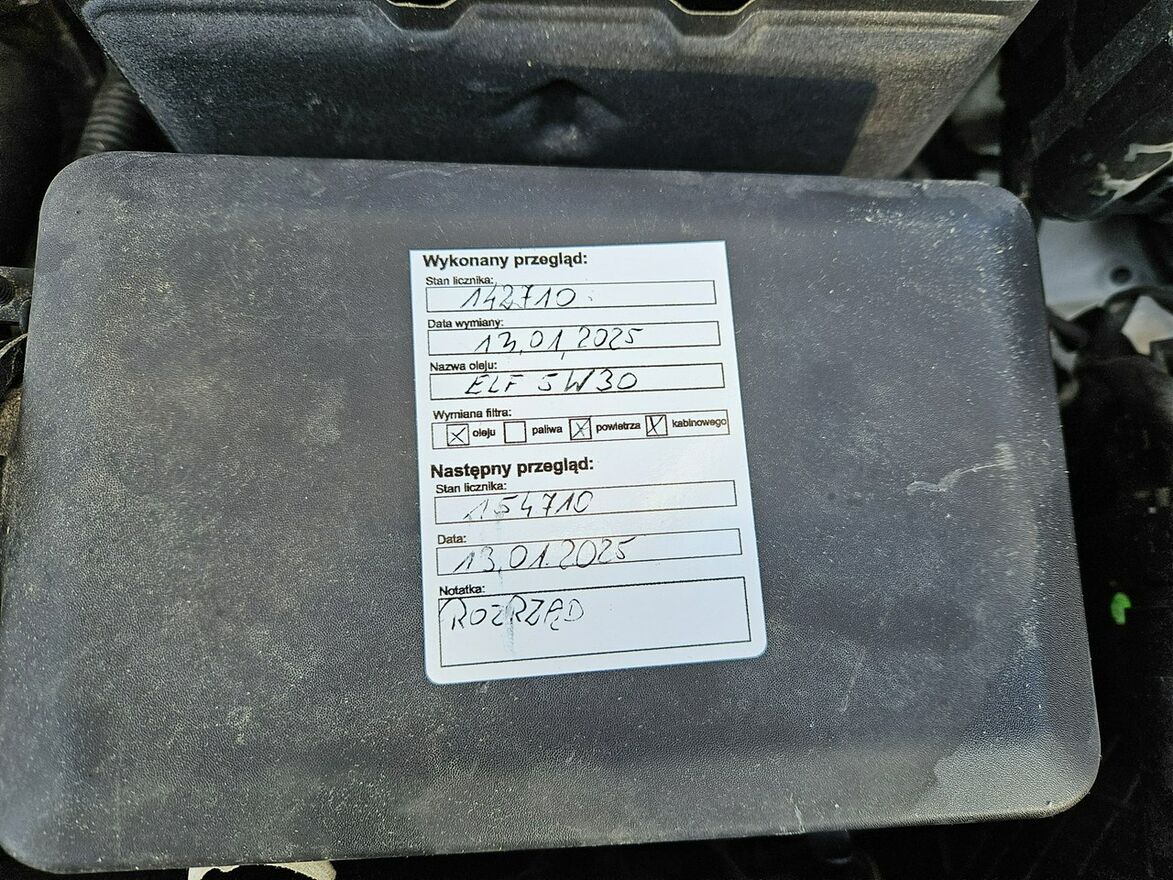 Wykonany przegląd:
Stan licznika:
142710
Data wymiany:
13.01.2025
Nazwa oleju:
ELF 5W30
Wymiana filtra:
oleju paliwa powietrza kabinowego
Następny przegląd:
Stan licznika:
154710
Data:
13.01.2025
Notatka:
ROZRZĄD